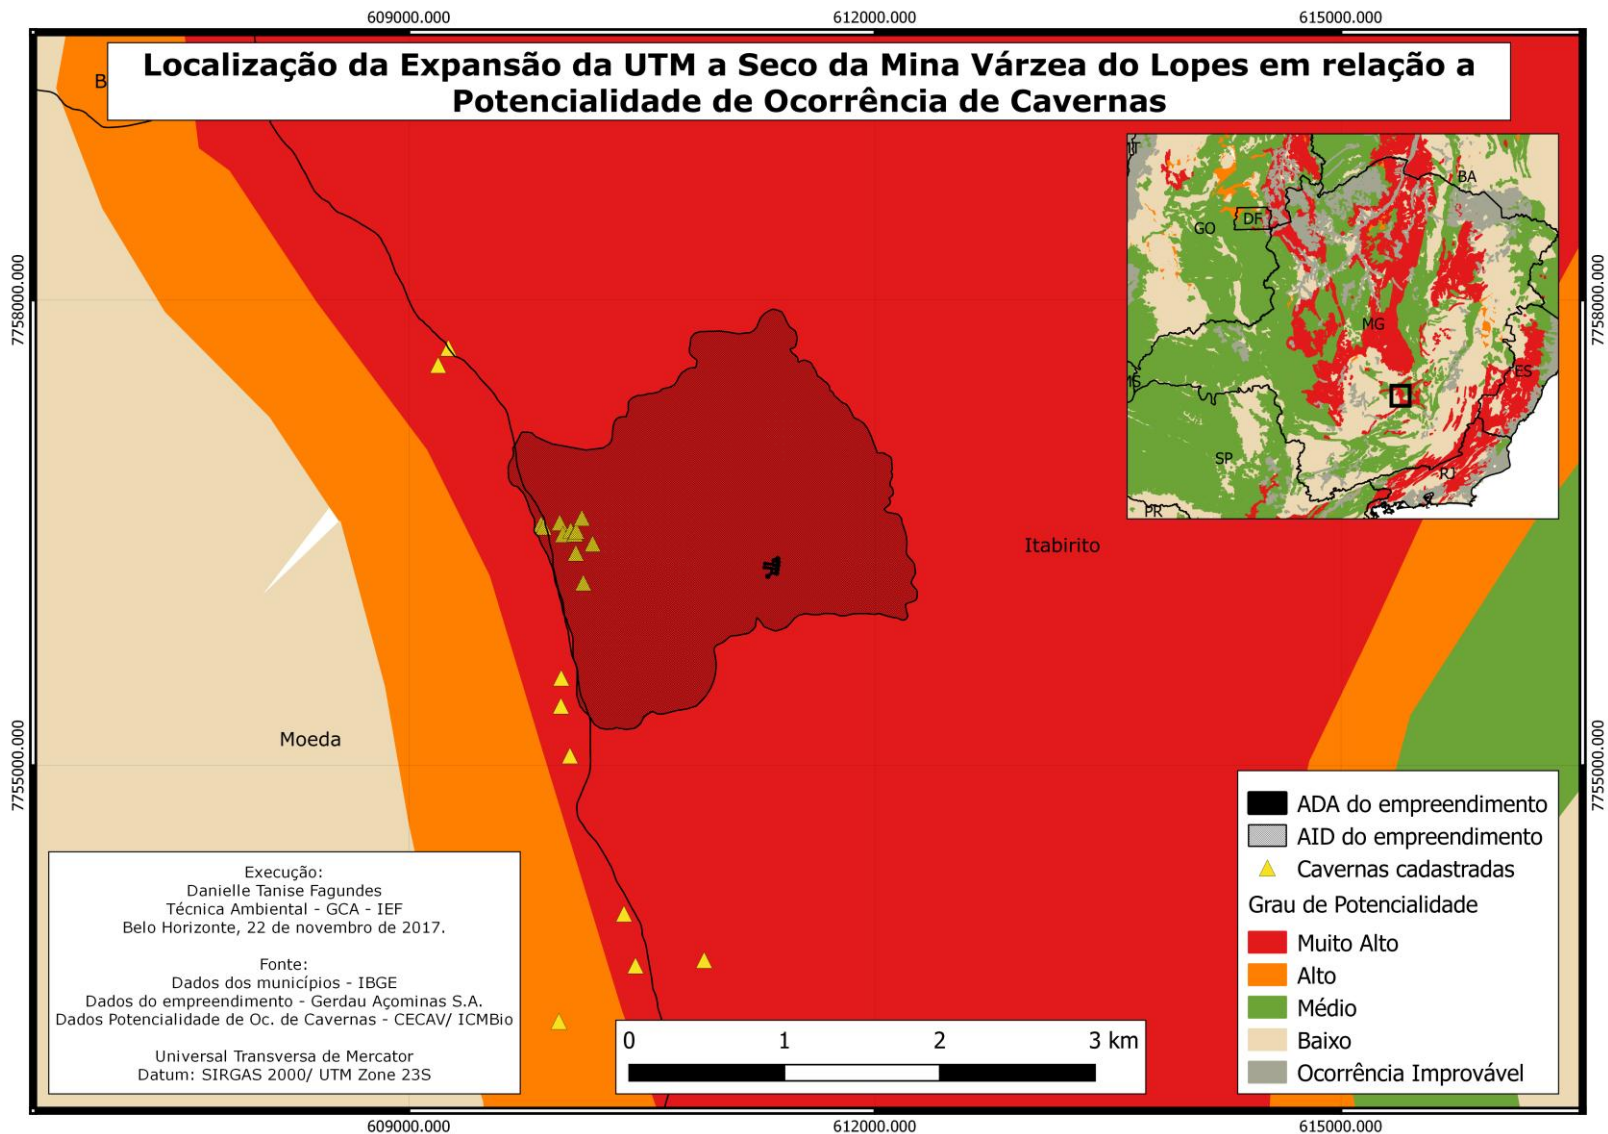 609000.000
612000.000
615000.000
Localização da Expansão da UTM a Seco da Mina Várzea do Lopes em relação a
Potencialidade de Ocorrência de Cavernas
B
BA
DF
GO
MG
ES
SP
RJ
PR
7758000.000
7758000.000
Itabirito
Moeda
7755000.000
7755000.000
Execução:
Danielle Tanise Fagundes
Técnica Ambiental - GCA - IEF
Belo Horizonte, 22 de novembro de 2017.
Fonte:
Dados dos municípios - IBGE
Dados do empreendimento - Gerdau Açominas S.A.
Dados Potencialidade de Oc. de Cavernas - CECAV/ ICMBio
Universal Transversa de Mercator
Datum: SIRGAS 2000/ UTM Zone 23S
0 1 2 3 km
ADA do empreendimento
AID do empreendimento
Cavernas cadastradas
Grau de Potencialidade
Muito Alto
Alto
Médio
Baixo
Ocorrência Improvável
609000.000
612000.000
615000.000